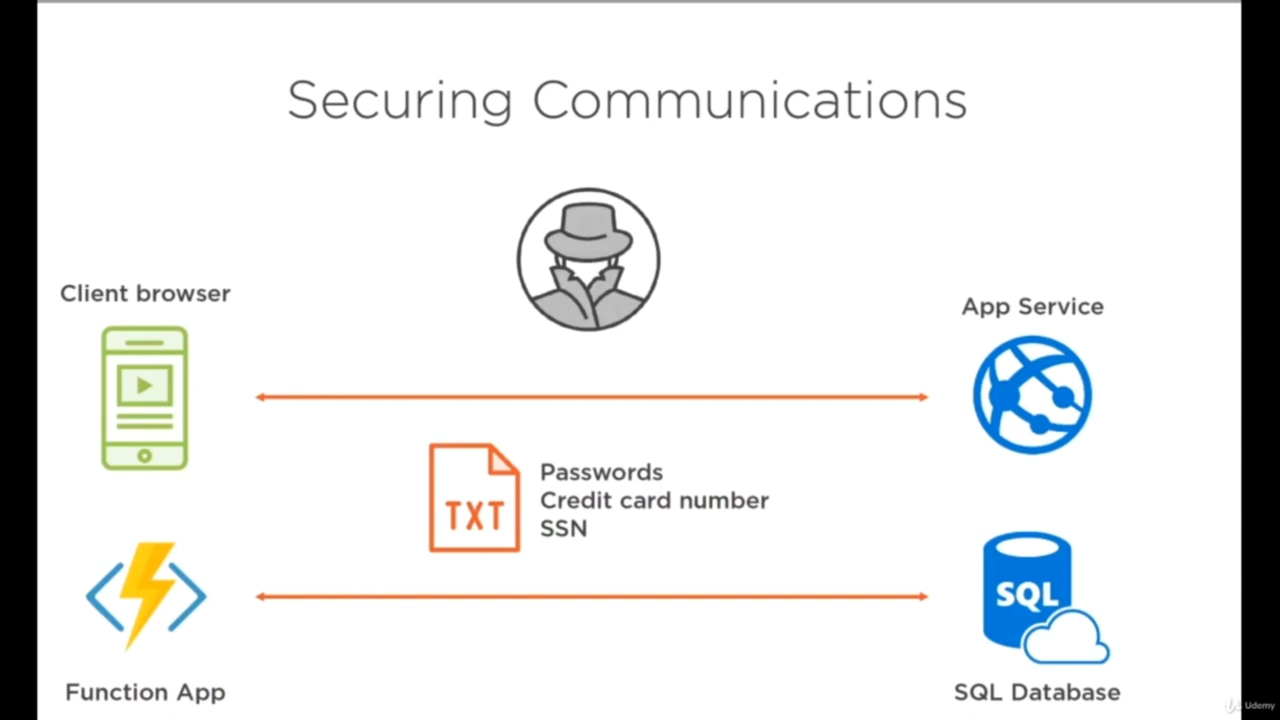 Securing Communications
Client browser
App Service
TXT
Passwords
Credit card number
SSN
SQL
Function App
SQL Database
Udemy